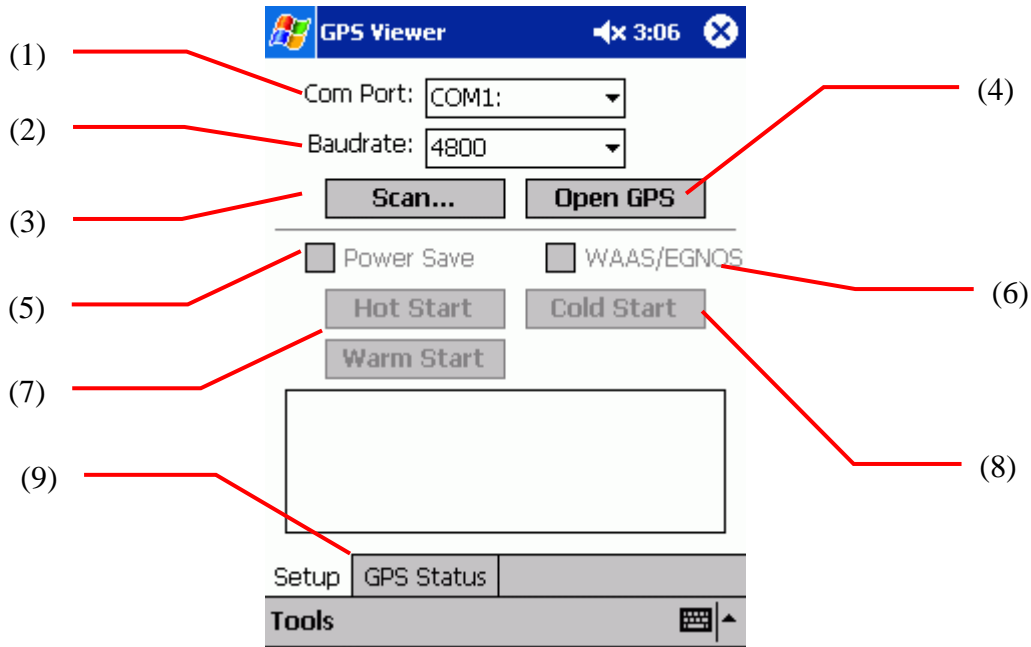 GPS Viewer 3:06
(1)
Com Port: COM1:
(4)
(2)
Baudrate: 4800
Scan... Open GPS
(3)
Power Save WAAS/EGNOS
(5)
(6)
Hot Start Cold Start
Warm Start
(7)
(8)
(9)
Setup GPS Status
Tools